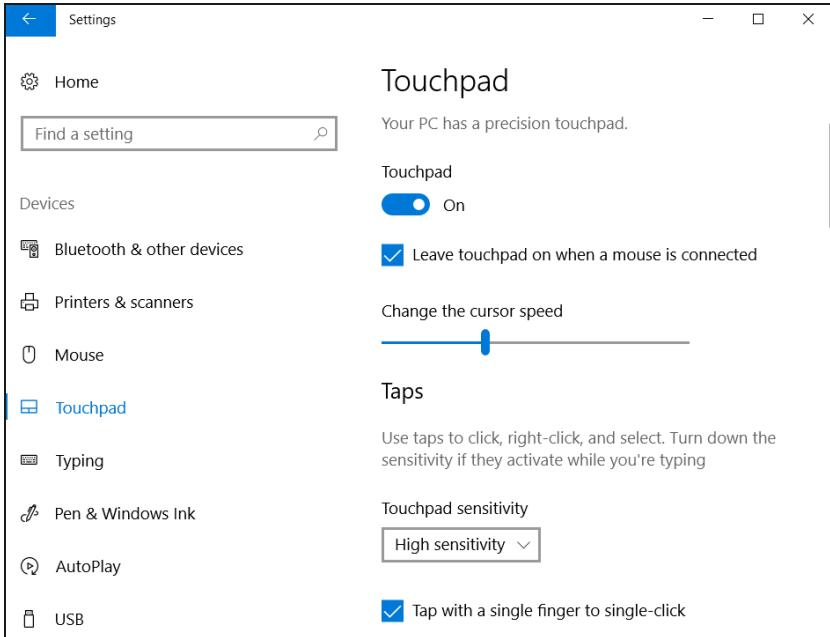 Settings
Home
Find a setting
Devices
Bluetooth & other devices
Printers & scanners
Mouse
Touchpad
Typing
Pen & Windows Ink
AutoPlay
USB
Touchpad
Your PC has a precision touchpad.
Touchpad
On
Leave touchpad on when a mouse is connected
Change the cursor speed
Taps
Use taps to click, right-click, and select. Turn down the
sensitivity if they activate while you're typing
Touchpad sensitivity
High sensitivity
Tap with a single finger to single-click